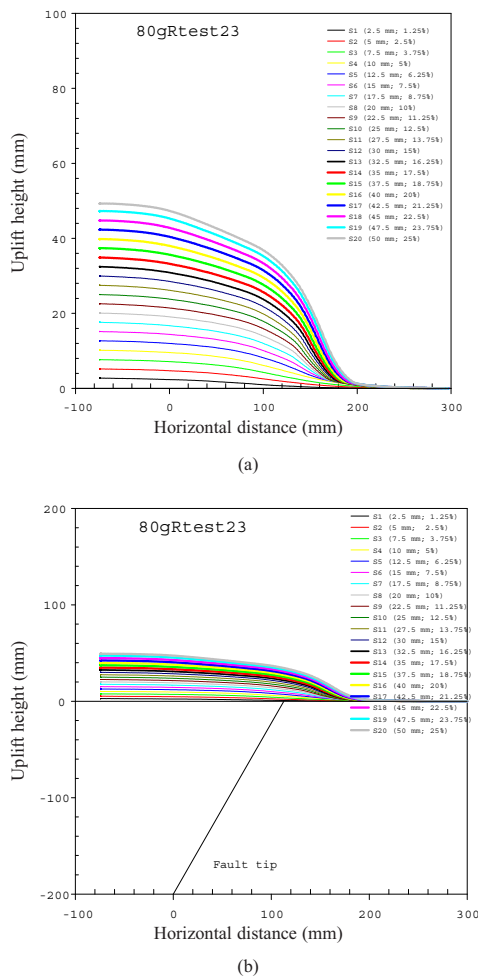 80gRtest23
100
80
60
40
20
0
Uplift height (mm)
S1 (2.5 mm; 1.25%)
S2 (5 mm; 2.5%)
S3 (7.5 mm; 3.75%)
S4 (10 mm; 5%)
S5 (12.5 mm; 6.25%)
S6 (15 mm; 7.5%)
S7 (17.5 mm; 8.75%)
S8 (20 mm; 10%)
S9 (22.5 mm; 11.25%)
S10 (25 mm; 12.5%)
S11 (27.5 mm; 13.75%)
S12 (30 mm; 15%)
S13 (32.5 mm; 16.25%)
S14 (35 mm; 17.5%)
S15 (37.5 mm; 18.75%)
S16 (40 mm; 20%)
S17 (42.5 mm; 21.25%)
S18 (45 mm; 22.5%)
S19 (47.5 mm; 23.75%)
S20 (50 mm; 25%)
-100 0 100 200 300
Horizontal distance (mm)
(a)
80gRtest23
200
100
0
-100
-200
Uplift height (mm)
S1 (2.5 mm; 1.25%)
S2 (5 mm; 2.5%)
S3 (7.5 mm; 3.75%)
S4 (10 mm; 5%)
S5 (12.5 mm; 6.25%)
S6 (15 mm; 7.5%)
S7 (17.5 mm; 8.75%)
S8 (20 mm; 10%)
S9 (22.5 mm; 11.25%)
S10 (25 mm; 12.5%)
S11 (27.5 mm; 13.75%)
S12 (30 mm; 15%)
S13 (32.5 mm; 16.25%)
S14 (35 mm; 17.5%)
S15 (37.5 mm; 18.75%)
S16 (40 mm; 20%)
S17 (42.5 mm; 21.25%)
S18 (45 mm; 22.5%)
S19 (47.5 mm; 23.75%)
S20 (50 mm; 25%)
Fault tip
-100 0 100 200 300
Horizontal distance (mm)
(b)